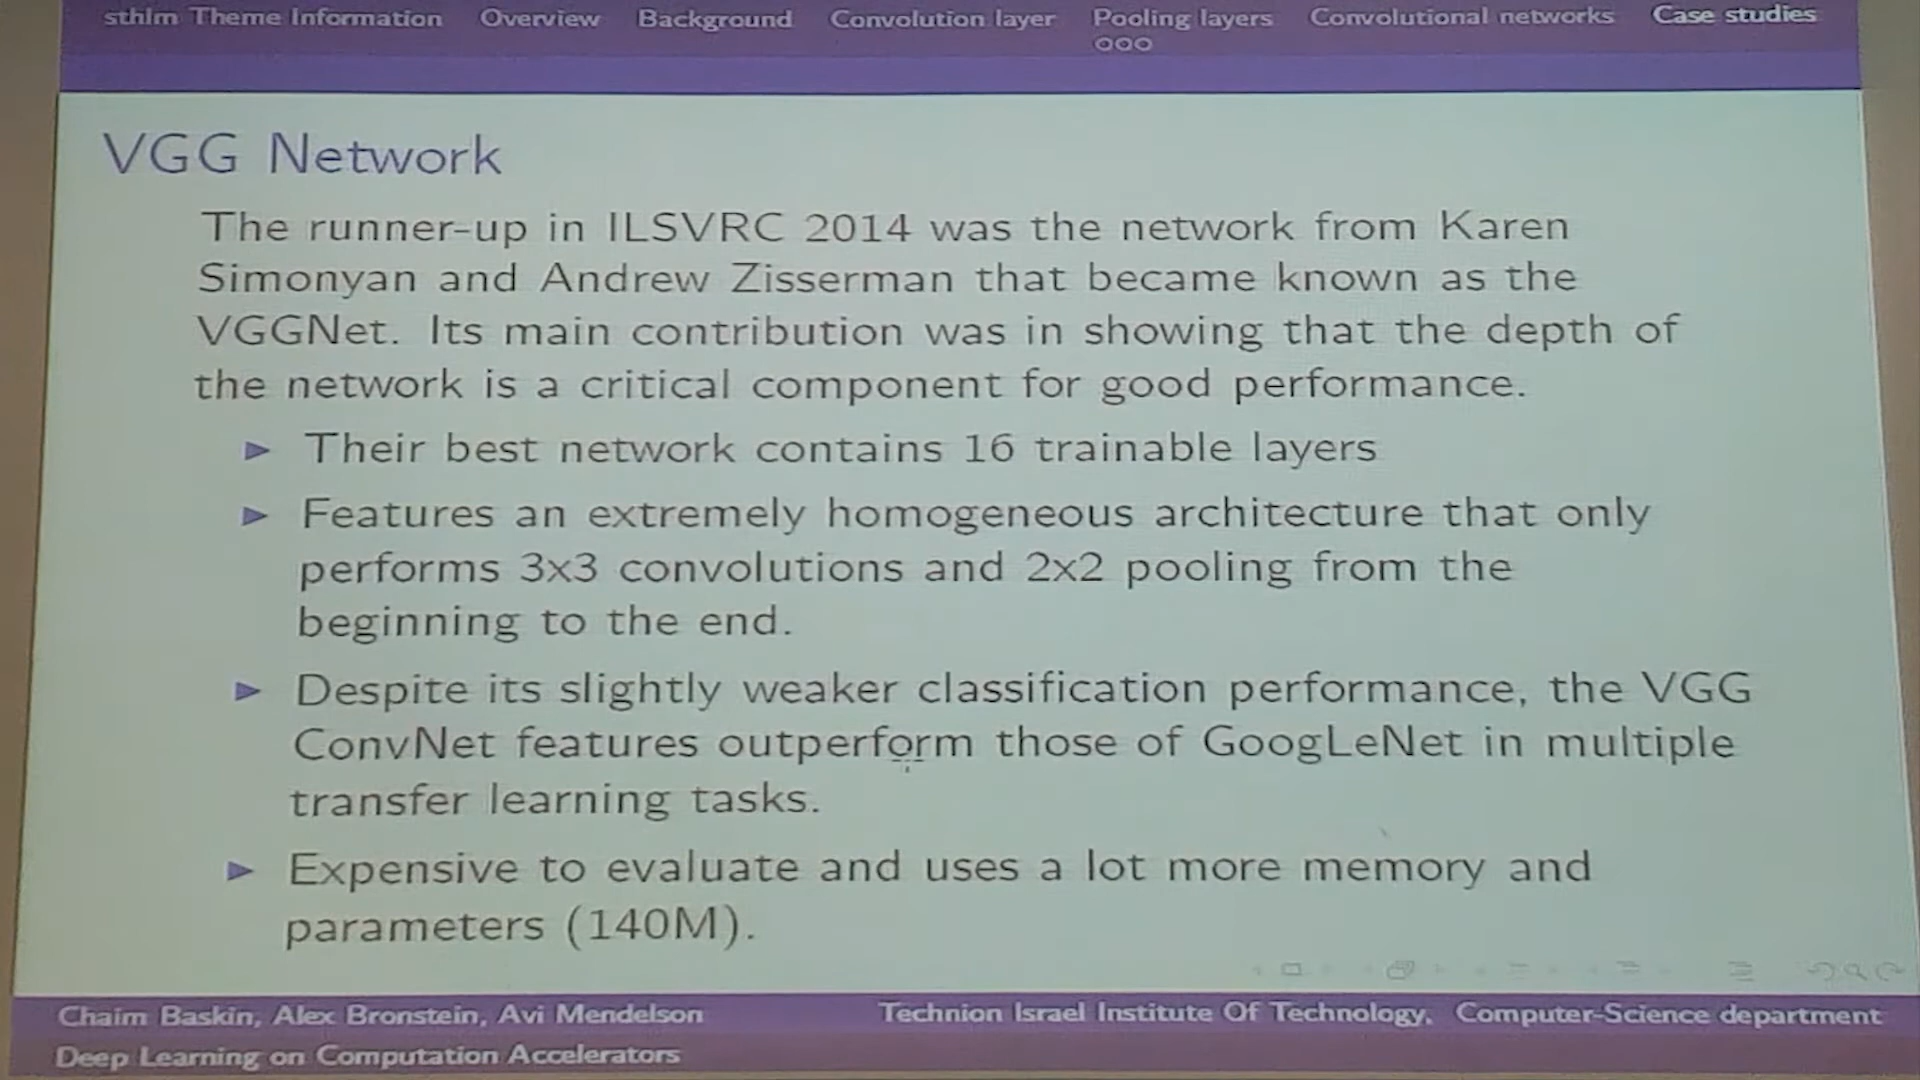 sthlm Theme Information Overview Background Convolution layer Pooling layers Convolutional networks Case studies
VGG Network
The runner-up in ILSVRC 2014 was the network from Karen
Simonyan and Andrew Zisserman that became known as the
VGGNet. Its main contribution was in showing that the depth of
the network is a critical component for good performance.
Their best network contains 16 trainable layers
Features an extremely homogeneous architecture that only
performs 3x3 convolutions and 2x2 pooling from the
beginning to the end.
Despite its slightly weaker classification performance, the VGG
ConvNet features outperform those of GoogLeNet in multiple
transfer learning tasks.
Expensive to evaluate and uses a lot more memory and
parameters (140M).
Chaim Baskin, Alex Bronstein, Avi Mendelson Technion Israel Institute Of Technology, Computer-Science department
Deep Learning on Computation Accelerators